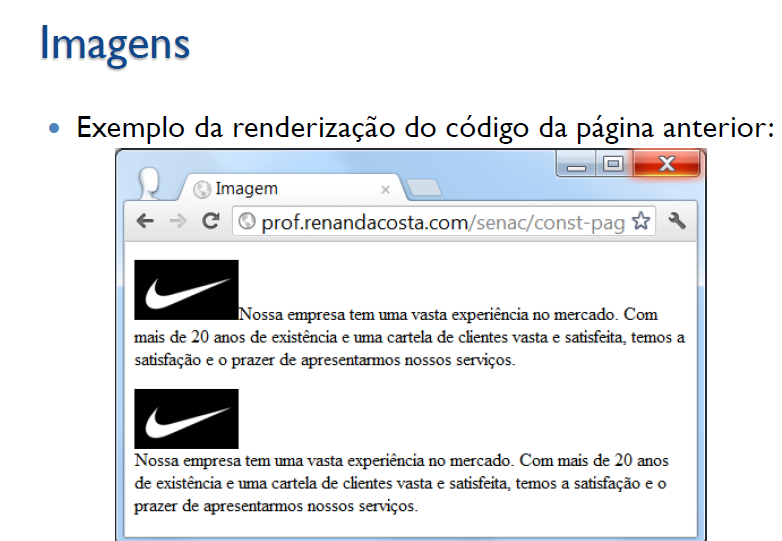 Imagens
• Exemplo da renderização do código da página anterior:
Imagem
prof.renandacosta.com/senac/const-pag
Nossa empresa tem uma vasta experiência no mercado. Com
mais de 20 anos de existência e uma cartela de clientes vasta e satisfeita, temos a
satisfação e o prazer de apresentarmos nossos serviços.
Nossa empresa tem uma vasta experiência no mercado. Com mais de 20 anos
de existência e uma cartela de clientes vasta e satisfeita, temos a satisfação e o
prazer de apresentarmos nossos serviços.